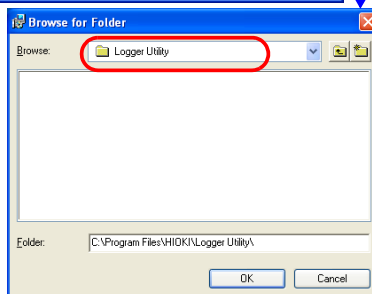 Browse for Folder
Browse: Logger Utility
Folder: C:\Program Files\HIOKI\Logger Utility\
OK Cancel